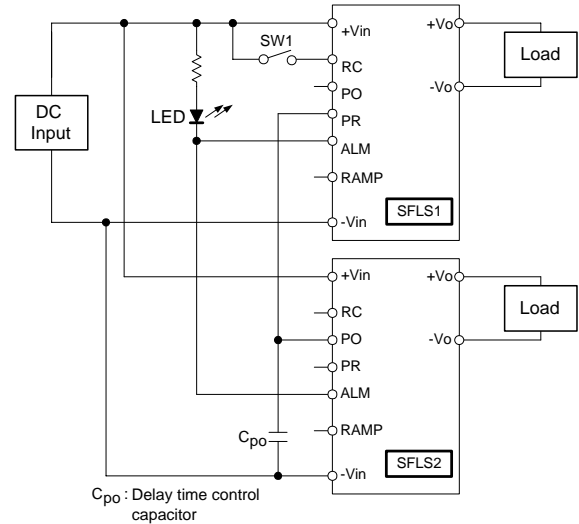 +Vin
+Vo
SW1
Load
RC
PO
-Vo
DC
Input
LED
PR
ALM
RAMP
SFLS1
-Vin
+Vin
+Vo
RC
Load
PO
-Vo
PR
ALM
RAMP
Cpo
SFLS2
-Vin
Cpo : Delay time control
capacitor